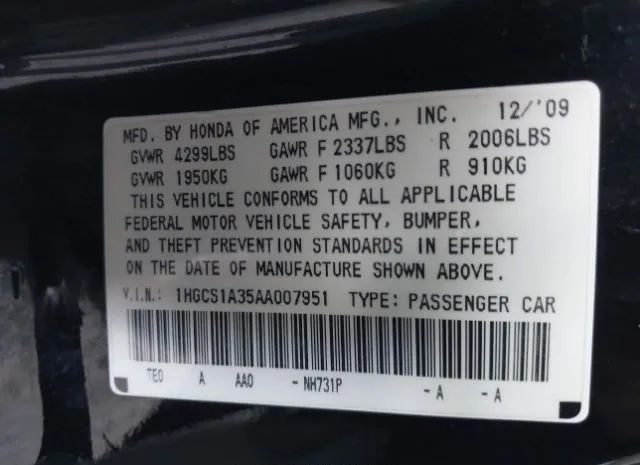 MFD. BY HONDA OF AMERICA MFG., INC. 12/'09
GVWR 4299LBS GAWR F 2337LBS R 2006LBS
GVWR 1950KG GAWR F 1060KG R 910KG
THIS VEHICLE CONFORMS TO ALL APPLICABLE
FEDERAL MOTOR VEHICLE SAFETY, BUMPER,
AND THEFT PREVENTION STANDARDS IN EFFECT
ON THE DATE OF MANUFACTURE SHOWN ABOVE.
V.I.N.: 1HGCS1A35AA007951 TYPE: PASSENGER CAR
TE0 A AA0 - NH731P - A - A